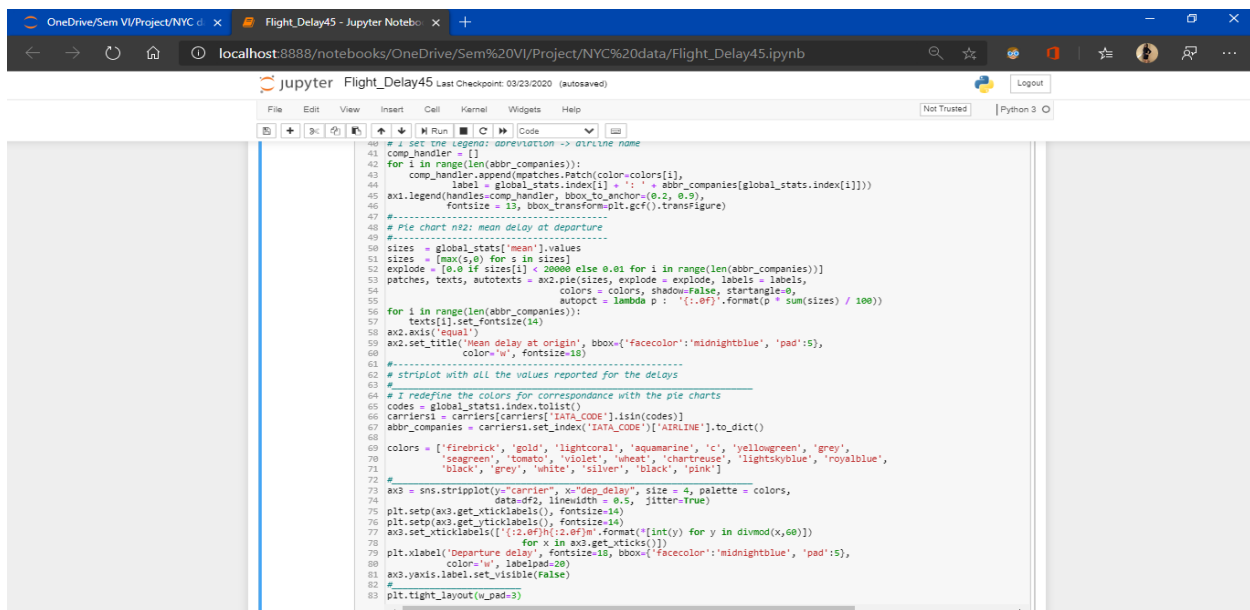 OneDrive/Sem VI/Project/NYC d
Flight_Delay45 - Jupyter Notebo
localhost:8888/notebooks/OneDrive/Sem%20VI/Project/NYC%20data/Flight_Delay45.ipynb
jupyter Flight_Delay45 Last Checkpoint: 03/23/2020 (autosaved)
Logout
File Edit View Insert Cell Kernel Widgets Help
Not Trusted Python 3
Run Code
40 # I set the legend: abreviation -> airline name
41 comp_handler = []
42 for i in range(len(abbr_companies)):
43     comp_handler.append(mpatches.Patch(color=colors[i],
44             label = global_stats.index[i] + ': ' + abbr_companies[global_stats.index[i]]))
45 ax1.legend(handles=comp_handler, bbox_to_anchor=(0.2, 0.9),
46            fontsize = 13, bbox_transform=plt.gcf().transFigure)
47 #----------------------------------------
48 # Pie chart nº2: mean delay at departure
49 #----------------------------------------
50 sizes  = global_stats['mean'].values
51 sizes  = [max(s,0) for s in sizes]
52 explode = [0.0 if sizes[i] < 20000 else 0.01 for i in range(len(abbr_companies))]
53 patches, texts, autotexts = ax2.pie(sizes, explode = explode, labels = labels,
54                                 colors = colors, shadow=False, startangle=0,
55                                 autopct = lambda p :  '{:.0f}'.format(p * sum(sizes) / 100))
56 for i in range(len(abbr_companies)):
57     texts[i].set_fontsize(14)
58 ax2.axis('equal')
59 ax2.set_title('Mean delay at origin', bbox={'facecolor':'midnightblue', 'pad':5},
60               color='w', fontsize=18)
61 #------------------------------------------------------
62 # striplot with all the values reported for the delays
63 #___________________________________________________________________
64 # I redefine the colors for correspondance with the pie charts
65 codes = global_stats1.index.tolist()
66 carriers1 = carriers[carriers['IATA_CODE'].isin(codes)]
67 abbr_companies = carriers1.set_index('IATA_CODE')['AIRLINE'].to_dict()
68
69 colors = ['firebrick', 'gold', 'lightcoral', 'aquamarine', 'c', 'yellowgreen', 'grey',
70           'seagreen', 'tomato', 'violet', 'wheat', 'chartreuse', 'lightskyblue', 'royalblue',
71           'black', 'grey', 'white', 'silver', 'black', 'pink']
72 #___________________________________________________________________
73 ax3 = sns.stripplot(y="carrier", x="dep_delay", size = 4, palette = colors,
74                     data=df2, linewidth = 0.5,  jitter=True)
75 plt.setp(ax3.get_xticklabels(), fontsize=14)
76 plt.setp(ax3.get_yticklabels(), fontsize=14)
77 ax3.set_xticklabels(['{:2.0f}h{:2.0f}m'.format(*[int(y) for y in divmod(x,60)])
78                          for x in ax3.get_xticks()])
79 plt.xlabel('Departure delay', fontsize=18, bbox={'facecolor':'midnightblue', 'pad':5},
80            color='w', labelpad=20)
81 ax3.yaxis.label.set_visible(False)
82 #________________________
83 plt.tight_layout(w_pad=3)